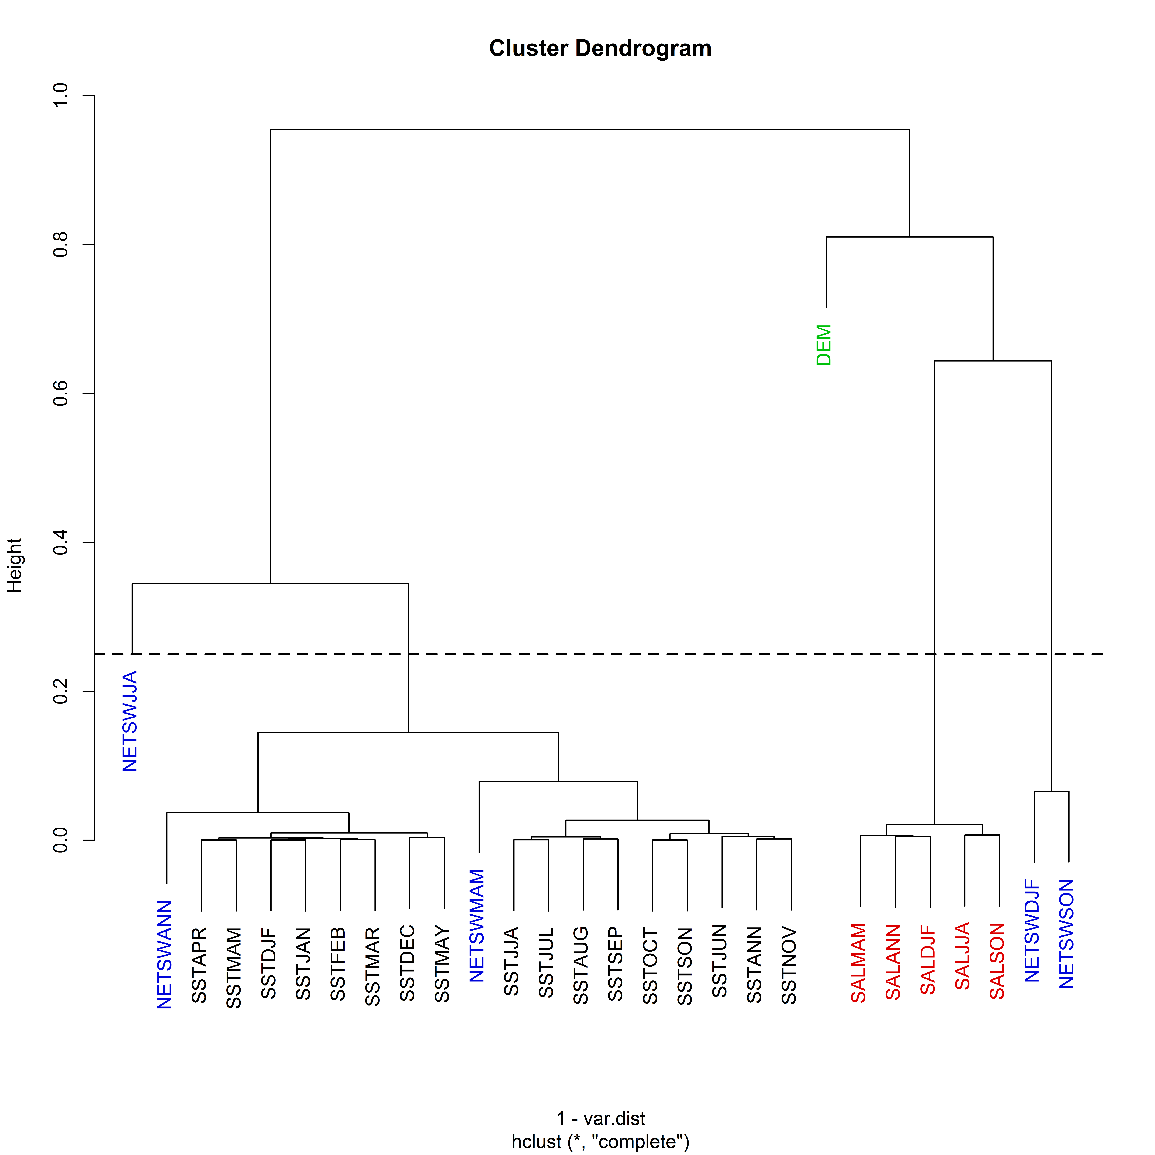 Cluster Dendrogram
Height
1.0
0.8
0.6
0.4
0.2
0.0
DEM
NETSWJJA
NETSWANN
SSTAPR
SSTMAM
SSTDJF
SSTJAN
SSTFEB
SSTMAR
SSTDEC
SSTMAY
NETSWMAM
SSTJJA
SSTJUL
SSTAUG
SSTSEP
SSTOCT
SSTSON
SSTJUN
SSTANN
SSTNOV
SALMAM
SALANN
SALDJF
SALJJA
SALSON
NETSWDJF
NETSWSON
1 - var.dist
hclust (*, "complete")